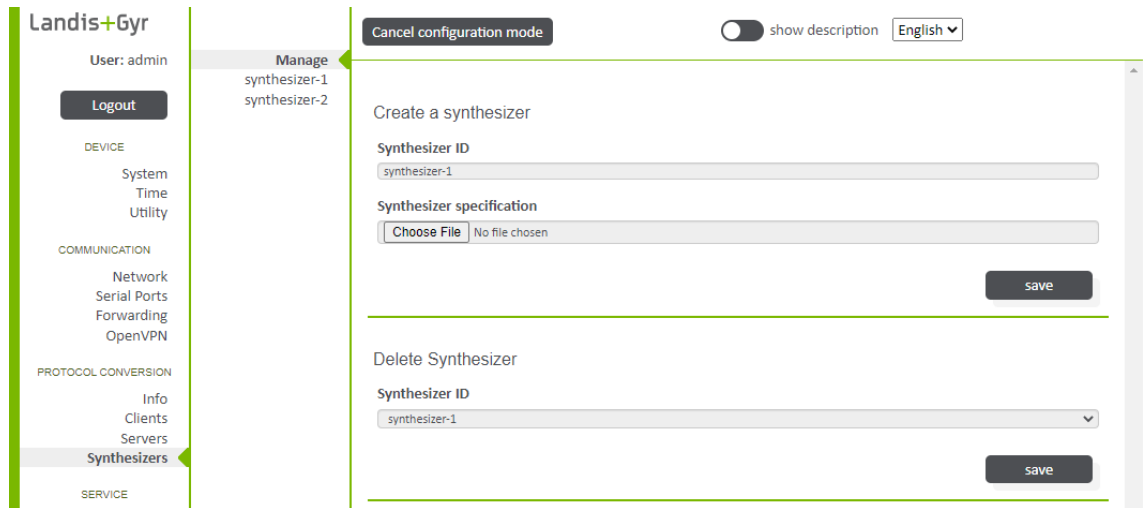 Landis+Gyr
User: admin
Logout
DEVICE
System
Time
Utility
COMMUNICATION
Network
Serial Ports
Forwarding
OpenVPN
PROTOCOL CONVERSION
Info
Clients
Servers
Synthesizers
SERVICE
Manage
synthesizer-1
synthesizer-2
Cancel configuration mode
show description
English
Create a synthesizer
Synthesizer ID
synthesizer-1
Synthesizer specification
Choose File No file chosen
save
Delete Synthesizer
Synthesizer ID
synthesizer-1
save